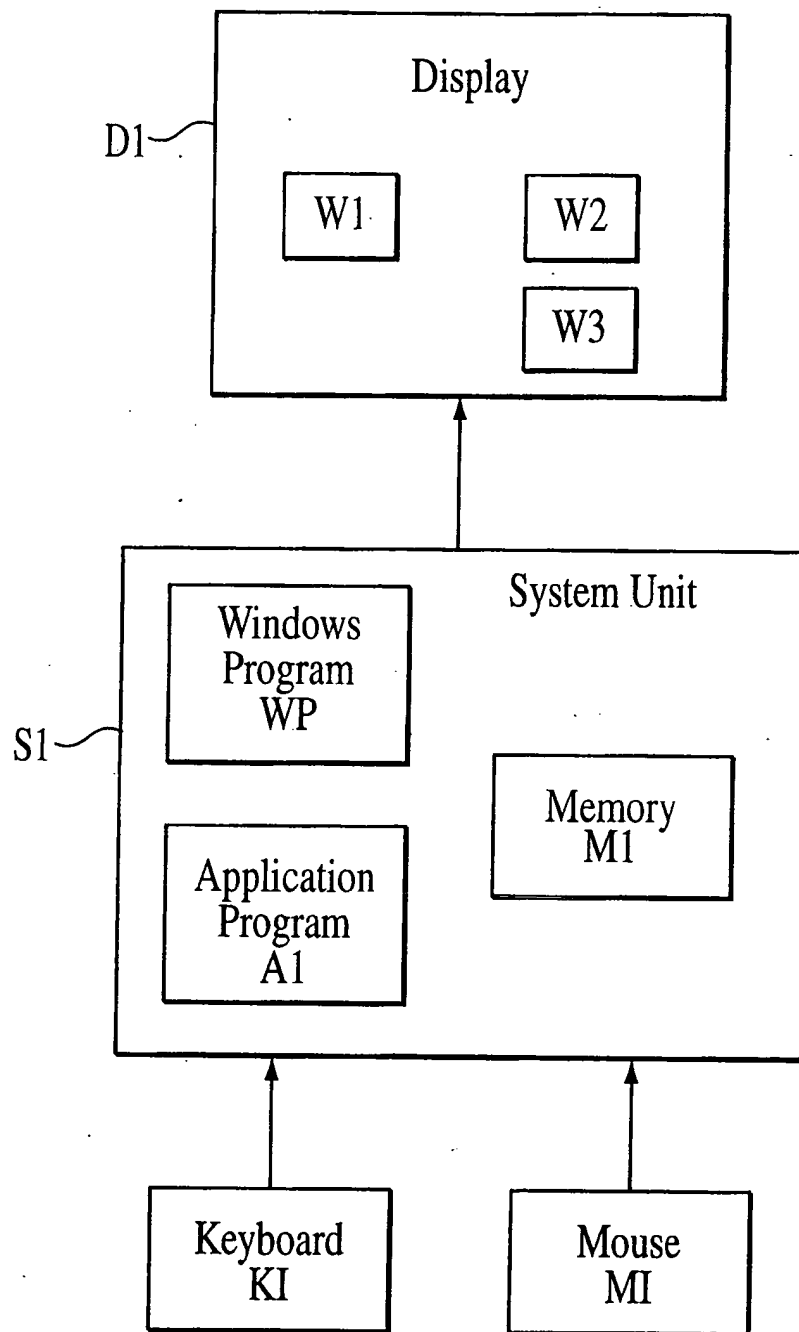 Display
D1
W1
W2
W3
System Unit
Windows
Program
WP
S1
Memory
M1
Application
Program
A1
Keyboard
KI
Mouse
MI